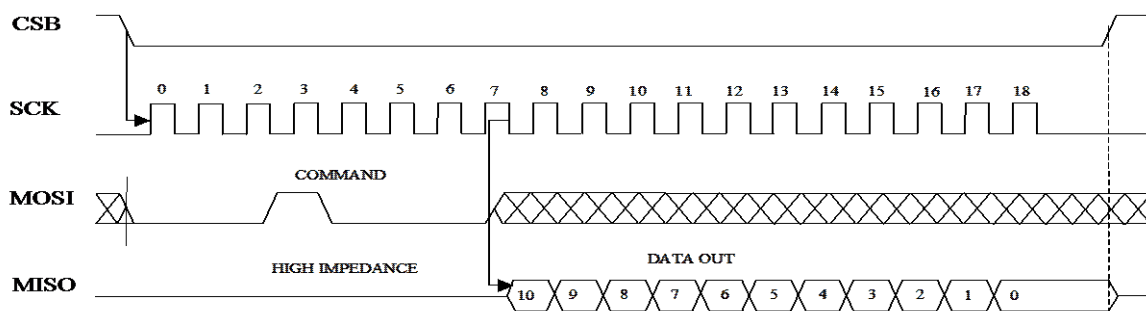 CSB
0 1 2 3 4 5 6 7 8 9 10 11 12 13 14 15 16 17 18
SCK
COMMAND
MOSI
HIGH IMPEDANCE DATA OUT
MISO
10 9 8 7 6 5 4 3 2 1 0